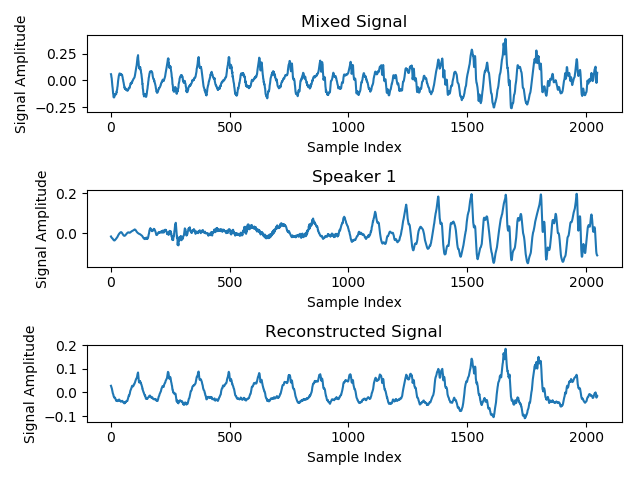 Mixed Signal
Signal Amplitude
0.25
0.00
−0.25
0 500 1000 1500 2000
Sample Index
Speaker 1
Signal Amplitude
0.2
0.0
0 500 1000 1500 2000
Sample Index
Reconstructed Signal
Signal Amplitude
0.2
0.1
0.0
−0.1
0 500 1000 1500 2000
Sample Index